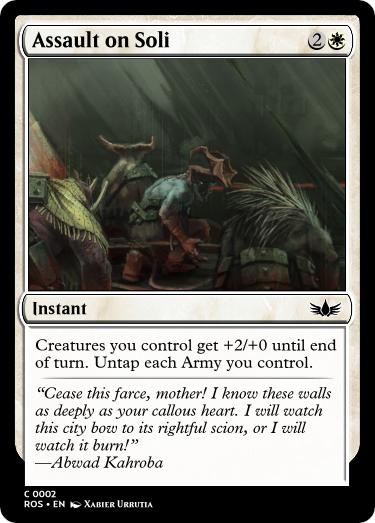 Assault on Soli
2
Instant
Creatures you control get +2/+0 until end
of turn. Untap each Army you control.
“Cease this farce, mother! I know these walls
as deeply as your callous heart. I will watch
this city bow to its rightful scion, or I will
watch it burn!”
—Abwad Kahroba
C 0002
ROS • EN Xabier Urrutia